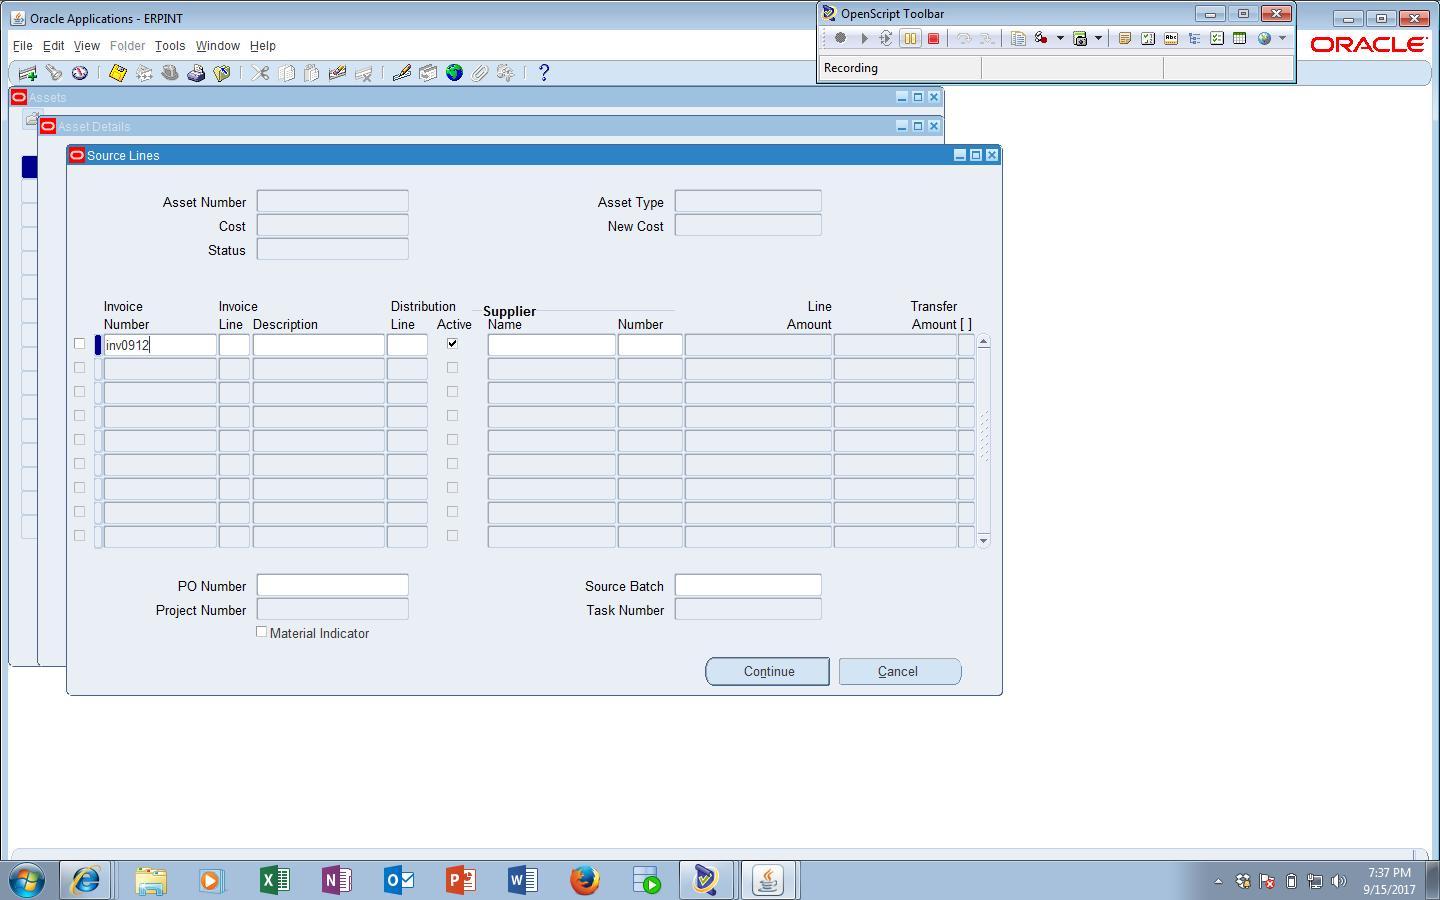 Oracle Applications - ERPINT
OpenScript Toolbar
File Edit View Folder Tools Window Help
ORACLE
Recording
Assets
Asset Details
Source Lines
Asset Number
Asset Type
Cost
New Cost
Status
Invoice Invoice Distribution Supplier Line Transfer
Number Line Description Line Active Name Number Amount Amount [ ]
inv0912
PO Number
Source Batch
Project Number
Task Number
Material Indicator
Continue Cancel
7:37 PM
9/15/2017